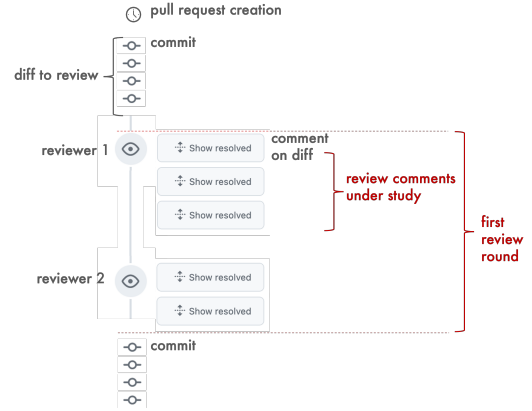 pull request creation
commit
diff to review
reviewer 1
Show resolved
comment
on diff
Show resolved
review comments
under study
Show resolved
first
review
round
reviewer 2
Show resolved
Show resolved
commit